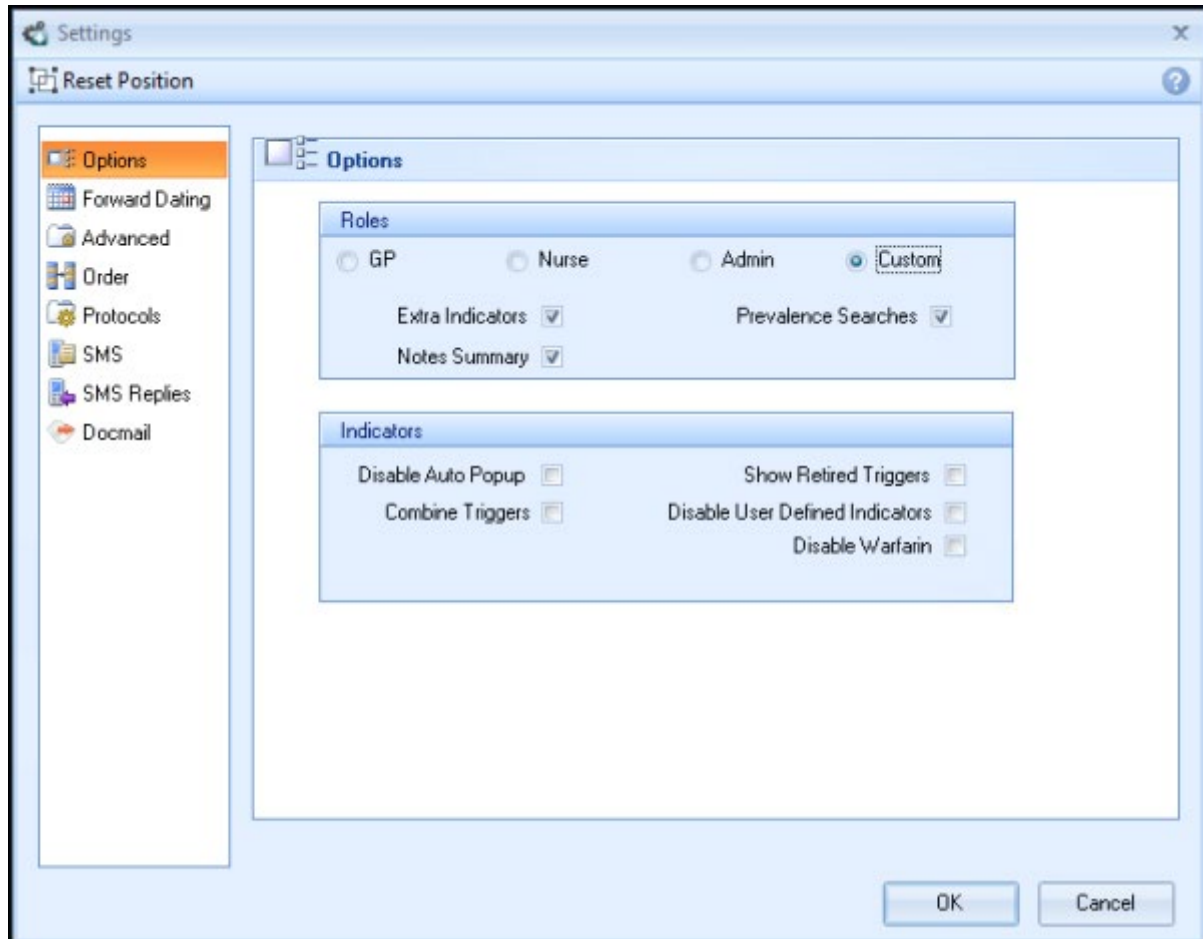 Settings
Reset Position
Options
Forward Dating
Advanced
Order
Protocols
SMS
SMS Replies
Docmail
Options
Roles
GP Nurse Admin Custom
Extra Indicators Prevalence Searches
Notes Summary
Indicators
Disable Auto Popup Show Retired Triggers
Combine Triggers Disable User Defined Indicators
Disable Warfarin
OK Cancel